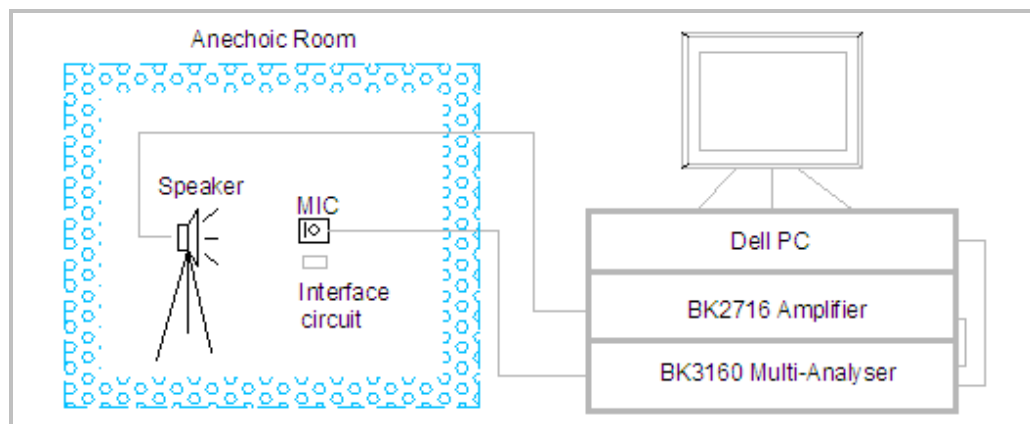 Anechoic Room
Speaker
MIC
Interface
circuit
Dell PC
BK2716 Amplifier
BK3160 Multi-Analyser